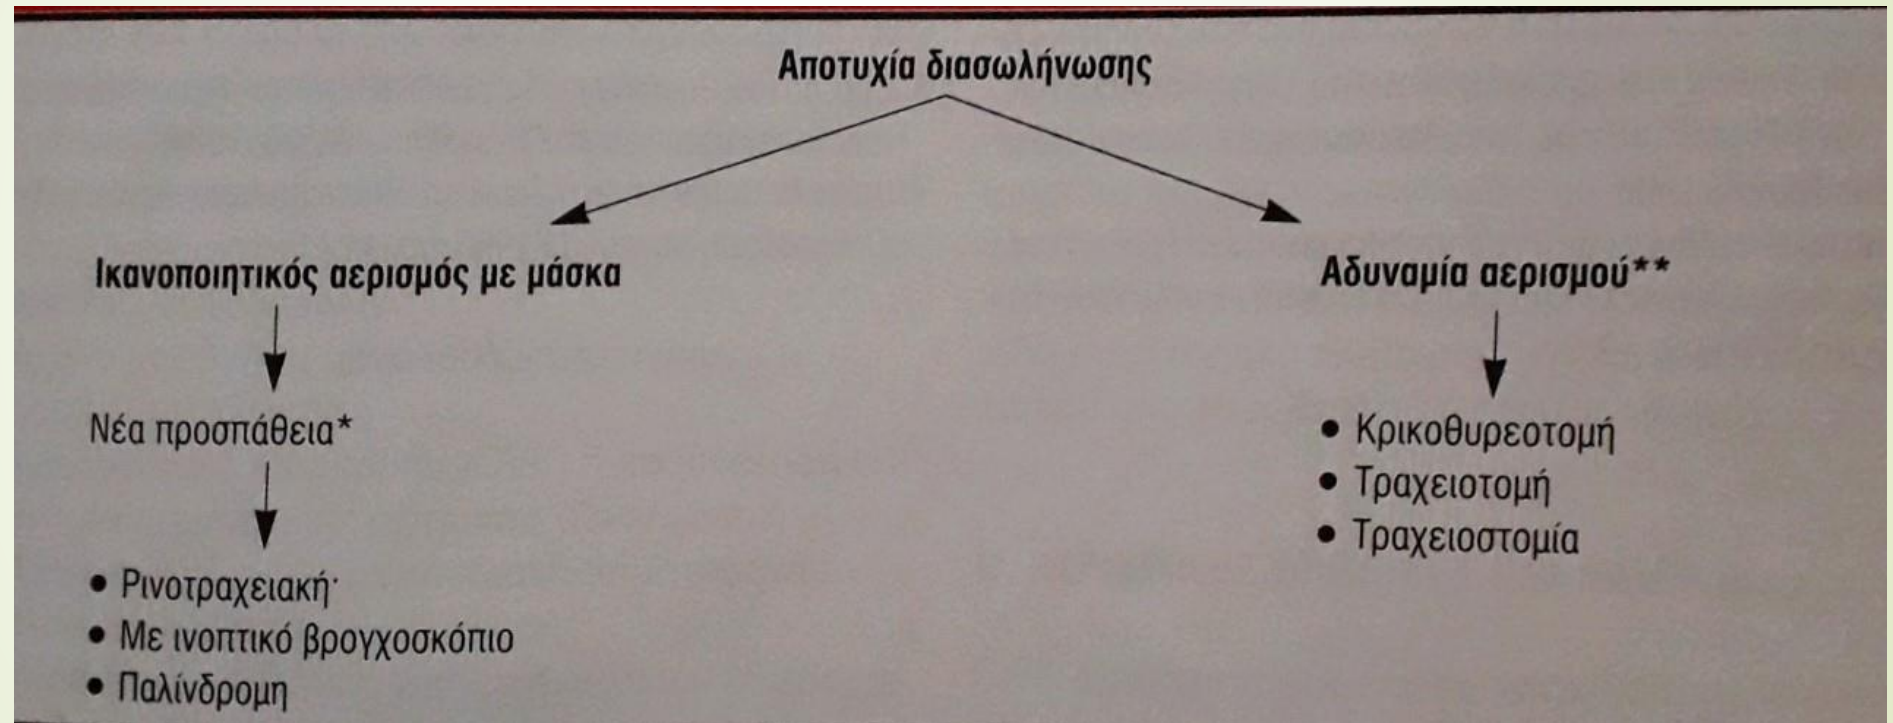 Αποτυχία διασωλήνωσης
Ικανοποιητικός αερισμός με μάσκα
Αδυναμία αερισμού**
Νέα προσπάθεια*
• Κρικοθυρεοτομή
• Τραχειοτομή
• Τραχειοστομία
• Ρινοτραχειακή·
• Με ινοπτικό βρογχοσκόπιο
• Παλίνδρομη